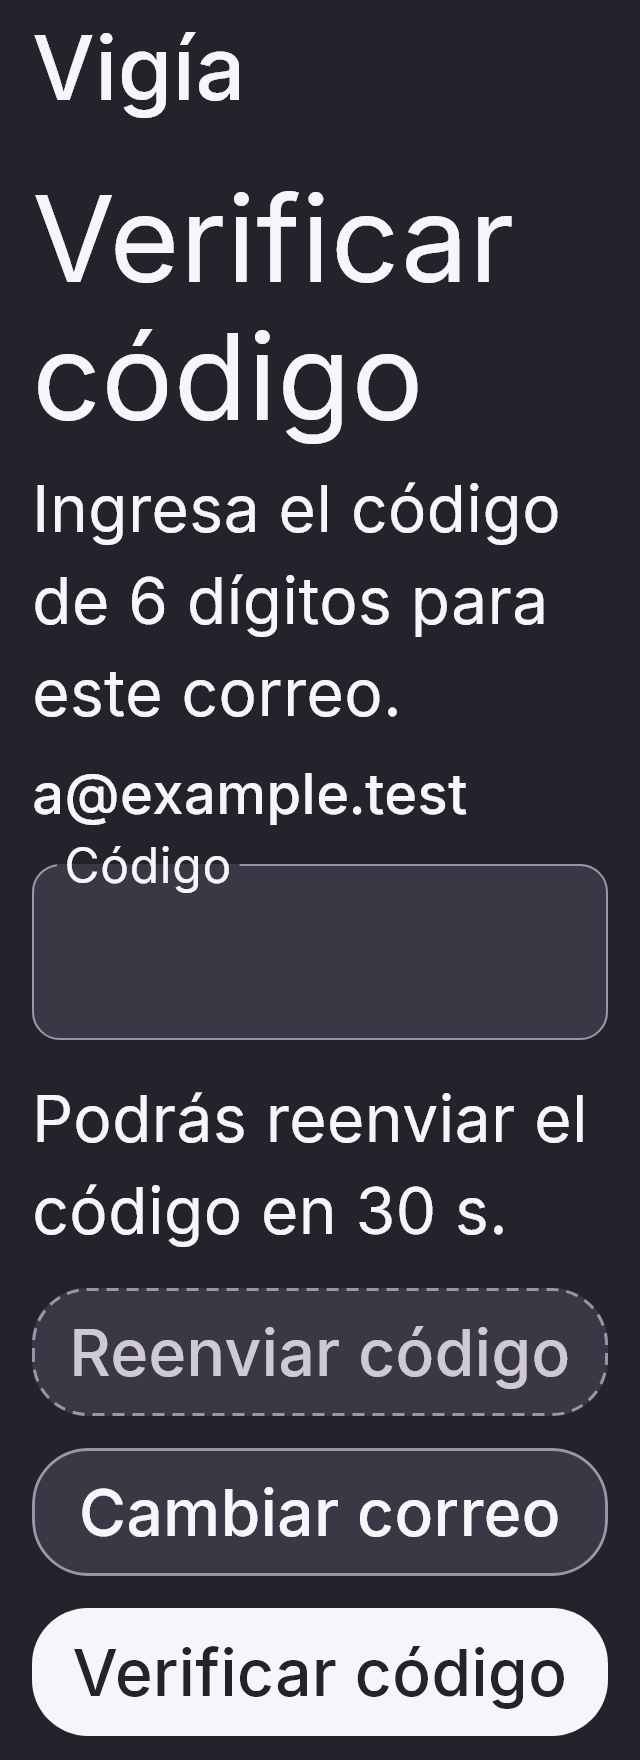 Vigía
Verificar
código
Ingresa el código
de 6 dígitos para
este correo.
a@example.test
Código
Podrás reenviar el
código en 30 s.
Reenviar código
Cambiar correo
Verificar código